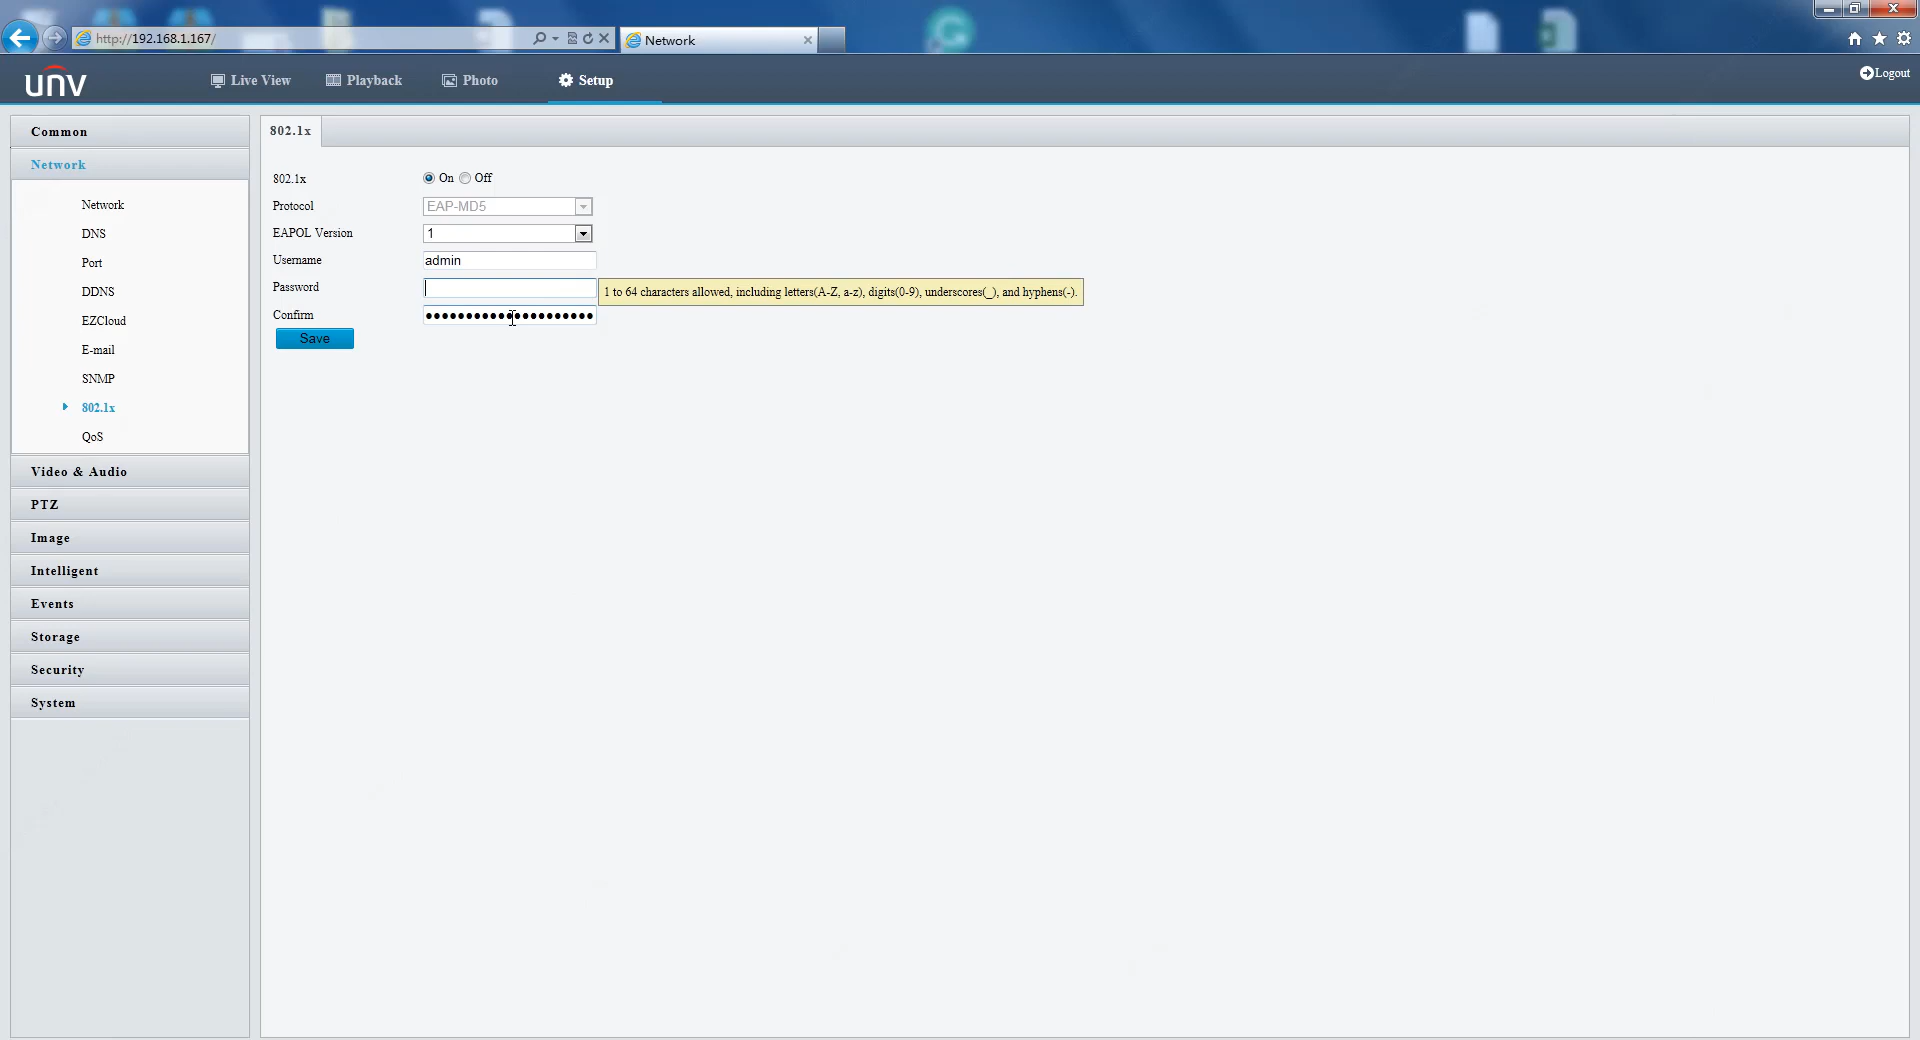 http://192.168.1.167/
Network
unv
Live View
Playback
Photo
Setup
Logout
Common
Network
Network
DNS
Port
DDNS
EZCloud
E-mail
SNMP
802.1x
QoS
Video & Audio
PTZ
Image
Intelligent
Events
Storage
Security
System
802.1x
802.1x On Off
Protocol EAP-MD5
EAPOL Version 1
Username admin
Password
1 to 64 characters allowed, including letters(A-Z, a-z), digits(0-9), underscores(_), and hyphens(-).
Confirm ●●●●●●●●●●●●●●●●●●●●●
Save